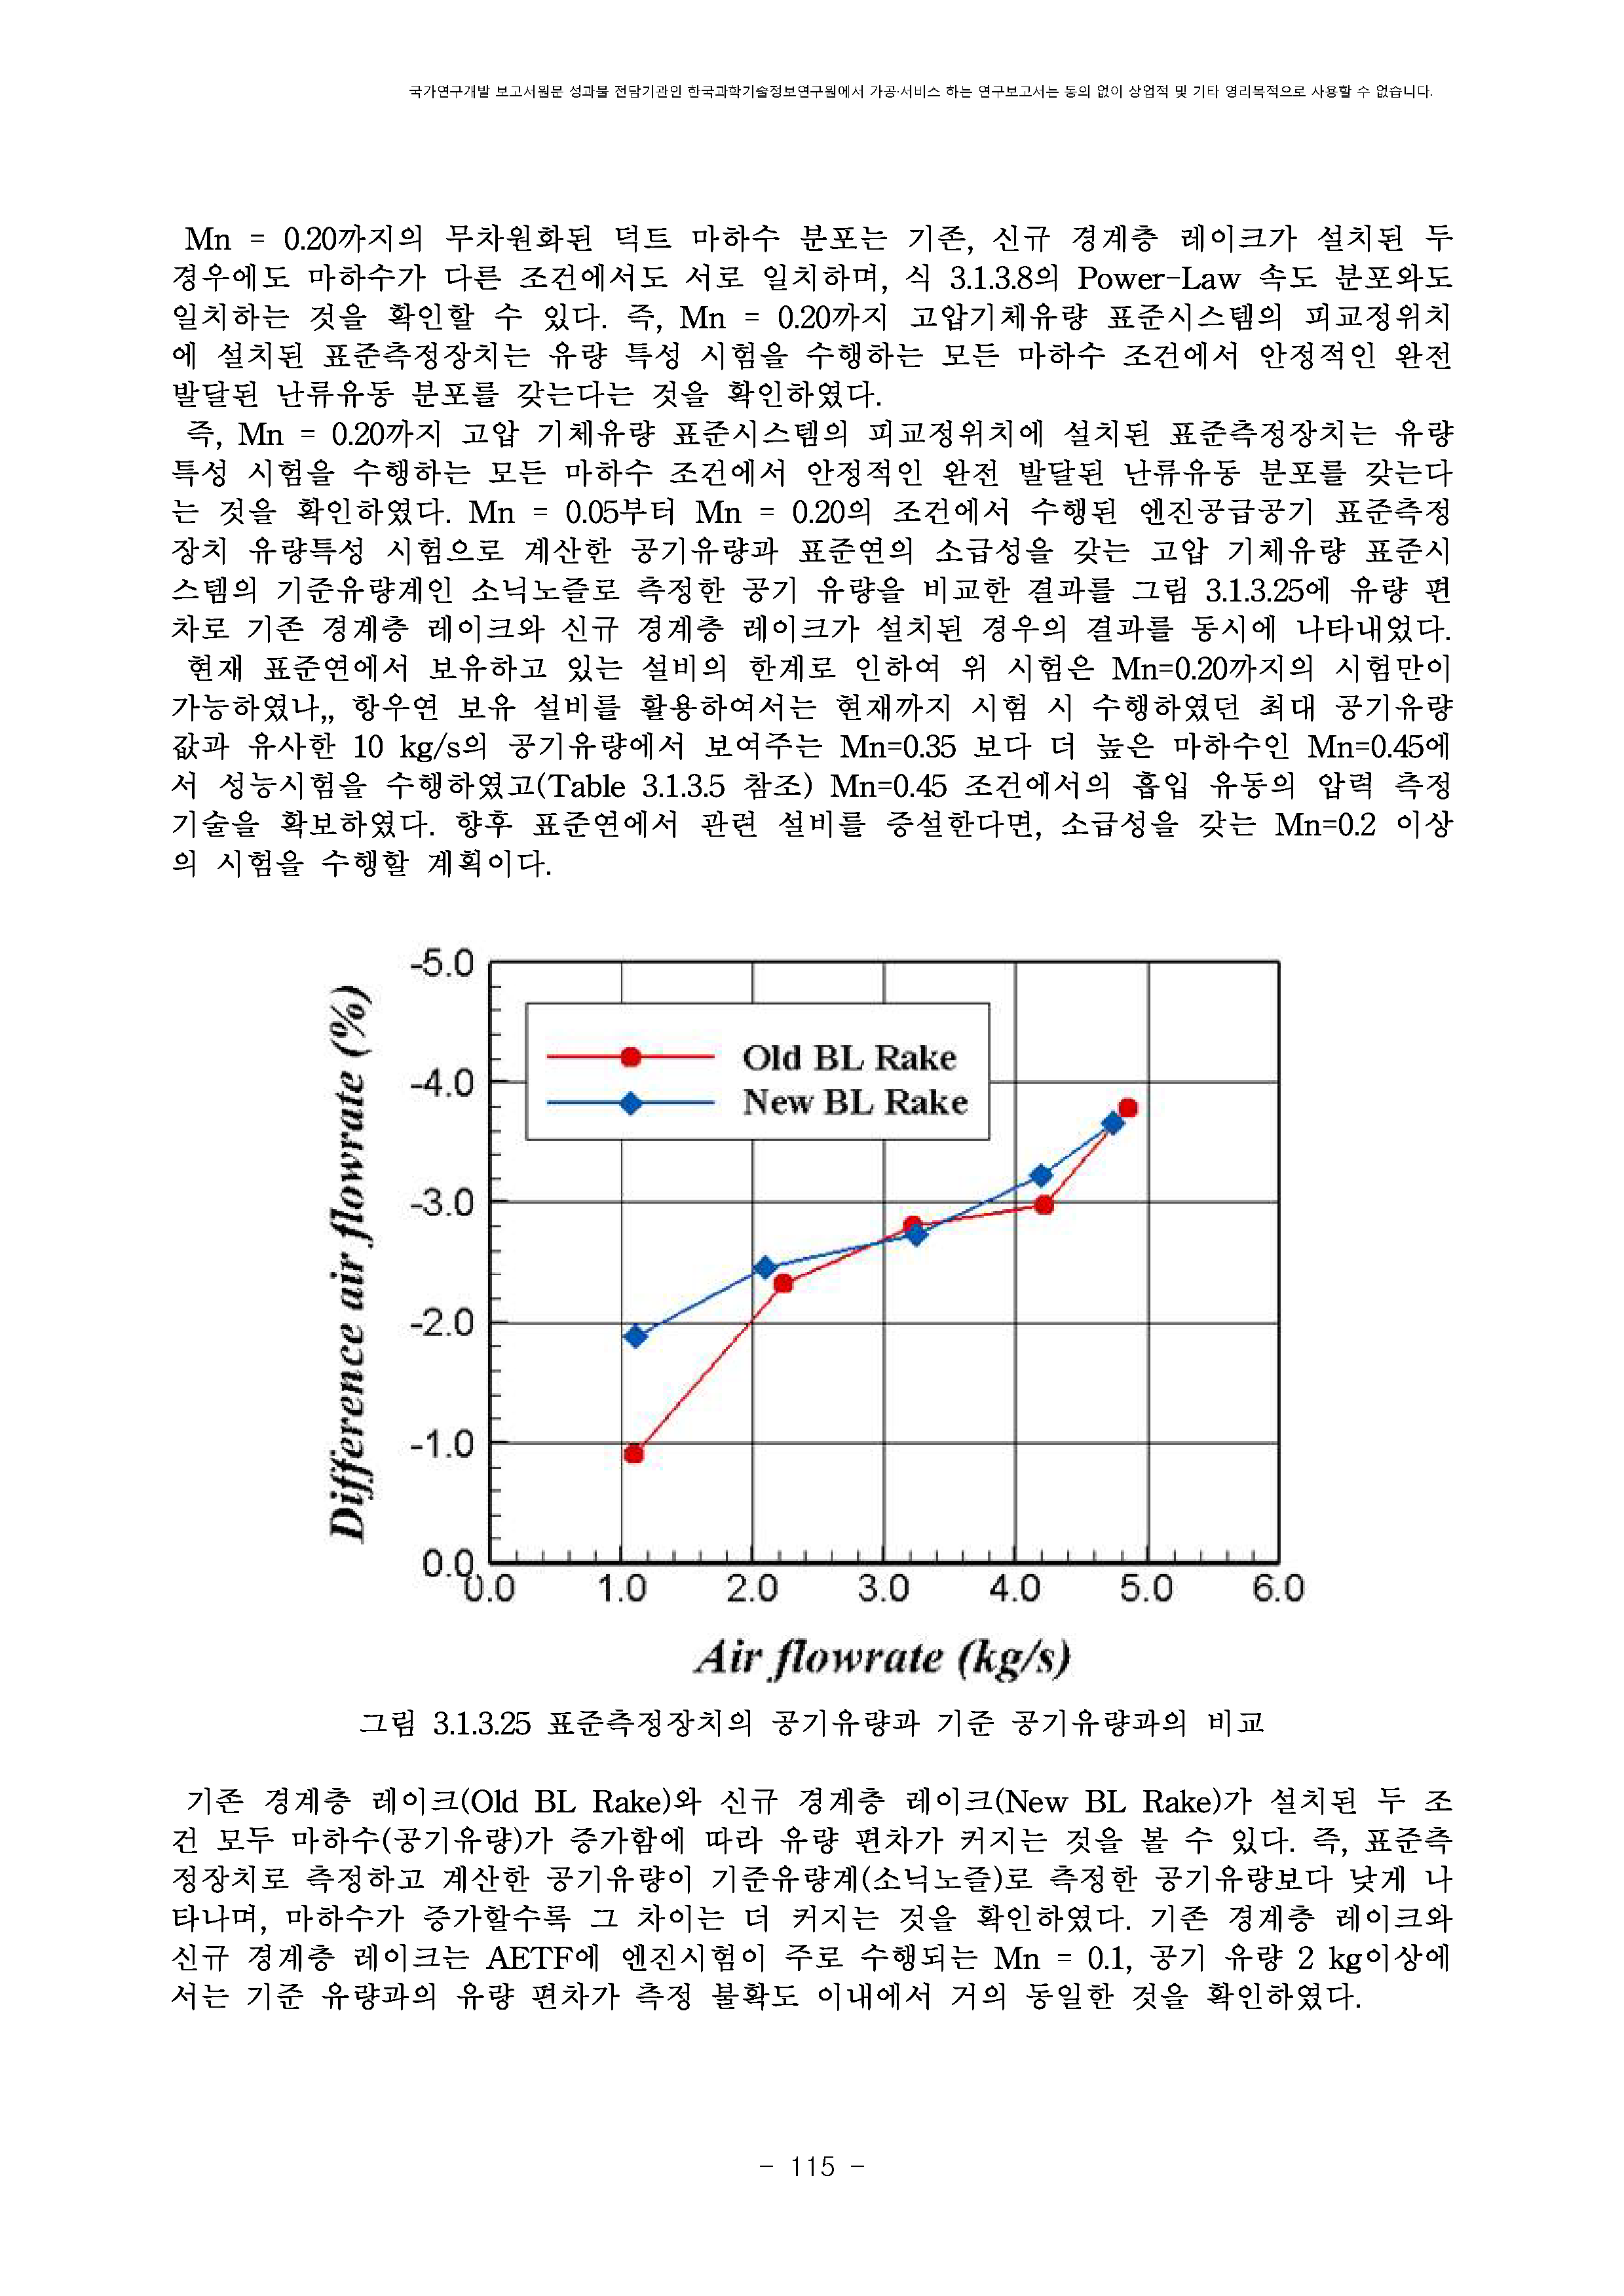 국가연구개발 보고서원문 성과물 전담기관인 한국과학기술정보연구원에서 가공·서비스 하는 연구보고서는 동의 없이 상업적 및 기타 영리목적으로 사용할 수 없습니다.
Mn = 0.20까지의 무차원화된 덕트 마하수 분포는 기존, 신규 경계층 레이크가 설치된 두
경우에도 마하수가 다른 조건에서도 서로 일치하며, 식 3.1.3.8의 Power-Law 속도 분포와도
일치하는 것을 확인할 수 있다. 즉, Mn = 0.20까지 고압기체유량 표준시스템의 피교정위치
에 설치된 표준측정장치는 유량 특성 시험을 수행하는 모든 마하수 조건에서 안정적인 완전
발달된 난류유동 분포를 갖는다는 것을 확인하였다.
즉, Mn = 0.20까지 고압 기체유량 표준시스템의 피교정위치에 설치된 표준측정장치는 유량
특성 시험을 수행하는 모든 마하수 조건에서 안정적인 완전 발달된 난류유동 분포를 갖는다
는 것을 확인하였다. Mn = 0.05부터 Mn = 0.20의 조건에서 수행된 엔진공급공기 표준측정
장치 유량특성 시험으로 계산한 공기유량과 표준연의 소급성을 갖는 고압 기체유량 표준시
스템의 기준유량계인 소닉노즐로 측정한 공기 유량을 비교한 결과를 그림 3.1.3.25에 유량 편
차로 기존 경계층 레이크와 신규 경계층 레이크가 설치된 경우의 결과를 동시에 나타내었다.
현재 표준연에서 보유하고 있는 설비의 한계로 인하여 위 시험은 Mn=0.20까지의 시험만이
가능하였나,, 항우연 보유 설비를 활용하여서는 현재까지 시험 시 수행하였던 최대 공기유량
값과 유사한 10 kg/s의 공기유량에서 보여주는 Mn=0.35 보다 더 높은 마하수인 Mn=0.45에
서 성능시험을 수행하였고(Table 3.1.3.5 참조) Mn=0.45 조건에서의 흡입 유동의 압력 측정
기술을 확보하였다. 향후 표준연에서 관련 설비를 증설한다면, 소급성을 갖는 Mn=0.2 이상
의 시험을 수행할 계획이다.
Difference air flowrate (%)
-5.0
-4.0
-3.0
-2.0
-1.0
0.0
Old BL Rake
New BL Rake
0.0 1.0 2.0 3.0 4.0 5.0 6.0
Air flowrate (kg/s)
그림 3.1.3.25 표준측정장치의 공기유량과 기준 공기유량과의 비교
기존 경계층 레이크(Old BL Rake)와 신규 경계층 레이크(New BL Rake)가 설치된 두 조
건 모두 마하수(공기유량)가 증가함에 따라 유량 편차가 커지는 것을 볼 수 있다. 즉, 표준측
정장치로 측정하고 계산한 공기유량이 기준유량계(소닉노즐)로 측정한 공기유량보다 낮게 나
타나며, 마하수가 증가할수록 그 차이는 더 커지는 것을 확인하였다. 기존 경계층 레이크와
신규 경계층 레이크는 AETF에 엔진시험이 주로 수행되는 Mn = 0.1, 공기 유량 2 kg이상에
서는 기준 유량과의 유량 편차가 측정 불확도 이내에서 거의 동일한 것을 확인하였다.
- 115 -